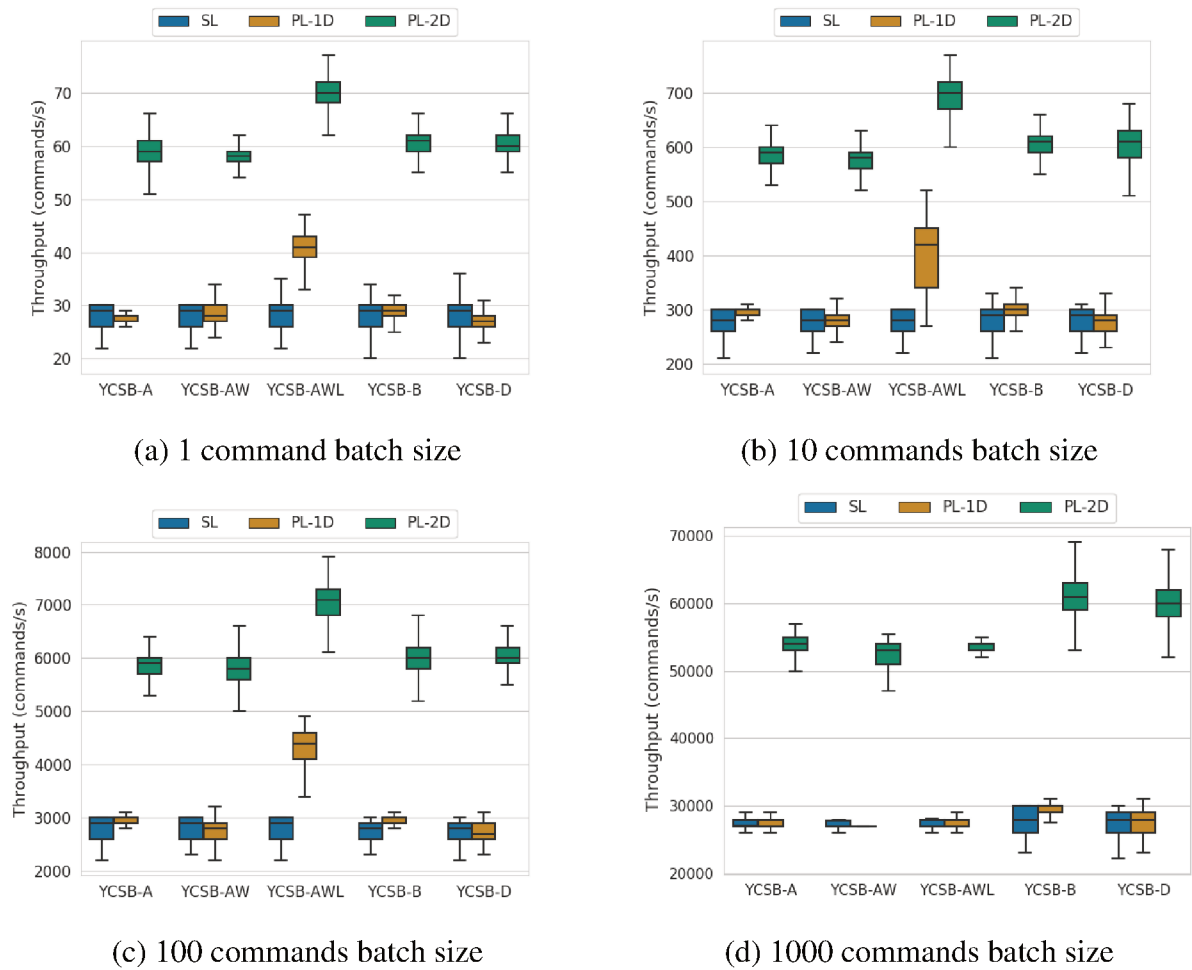 SL PL-1D PL-2D
Throughput (commands/s)
70
60
50
40
30
20
YCSB-A YCSB-AW YCSB-AWL YCSB-B YCSB-D
(a) 1 command batch size
SL PL-1D PL-2D
Throughput (commands/s)
700
600
500
400
300
200
YCSB-A YCSB-AW YCSB-AWL YCSB-B YCSB-D
(b) 10 commands batch size
SL PL-1D PL-2D
Throughput (commands/s)
8000
7000
6000
5000
4000
3000
2000
YCSB-A YCSB-AW YCSB-AWL YCSB-B YCSB-D
(c) 100 commands batch size
SL PL-1D PL-2D
Throughput (commands/s)
70000
60000
50000
40000
30000
20000
YCSB-A YCSB-AW YCSB-AWL YCSB-B YCSB-D
(d) 1000 commands batch size